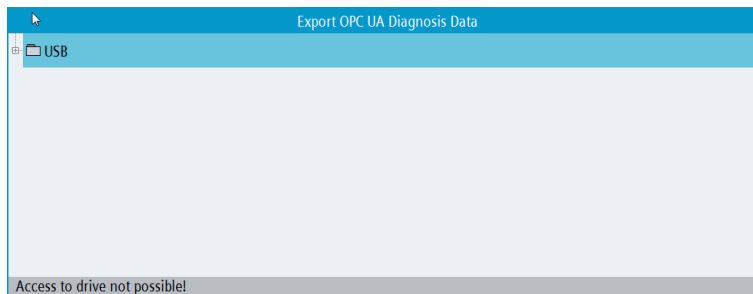 Export OPC UA Diagnosis Data
USB
Access to drive not possible!